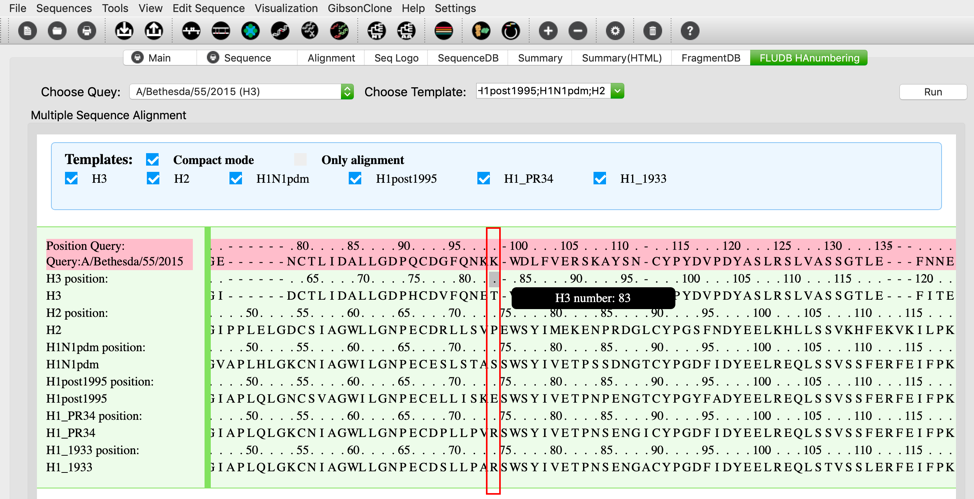 File Sequences Tools View Edit Sequence Visualization GibsonClone Help Settings
Main Sequence Alignment Seq Logo SequenceDB Summary Summary(HTML) FragmentDB FLUDB HAnumbering
Choose Quey: A/Bethesda/55/2015 (H3) Choose Template: H1post1995;H1N1pdm;H2 Run
Multiple Sequence Alignment
Templates: Compact mode Only alignment
H3 H2 H1N1pdm H1post1995 H1_PR34 H1_1933
Position Query: . . - - - - - - . 80. . . . 85. . . . 90. . . . 95. . . . - 100. . . . 105. . . . 110. . . - . 115. . . . 120. . . . 125. . . . 130. . . . 135 - - - . . . .
Query:A/Bethesda/55/2015 GE- - - - - - NCTLIDALLGDPQCDGFQNKK-WDLFVERSKAYSN-CYPYDVPDYASLRSLVASSGTLE- - - FNNE
H3 position: . . - - - - - - . . 65. . . . 70. . . . 75. . . . 80. . . . - 85. . . . 90. . . . 95. . . - . 100. . . . 105. . . . 110. . . . 115. . . - - - . 120. .
H3 GI- - - - - - DCTLIDALLGDPHCDVFQNET- H3 number: 83 PYDVPDYASLRSLVASSGTLE- - - FITE
H2 position: . . . 50. . . . 55. . . . 60. . . . 65. . . . 70. . . . 75. . . . 80. . . . 85. . . . 90. . . . 95. . . . 100. . . . 105. . . . 110. . . . 115. . .
H2 GIPPLELGDCSIAGWLLGNPECDRLLSVPEWSYIMEKENPRDGLCYPGSFNDYEELKHLLSSVKHFEKVKILPK
H1N1pdm position: . . . 50. . . . 55. . . . 60. . . . 65. . . . 70. . . . 75. . . . 80. . . . 85. . . . 90. . . . 95. . . . 100. . . . 105. . . . 110. . . . 115. . .
H1N1pdm GVAPLHLGKCNIAGWILGNPECESLSTASSWSYIVETPSSDNGTCYPGDFIDYEELREQLSSVSSFERFEIFPK
H1post1995 position: . . . 50. . . . 55. . . . 60. . . . 65. . . . 70. . . . 75. . . . 80. . . . 85. . . . 90. . . . 95. . . . 100. . . . 105. . . . 110. . . . 115. . .
H1post1995 GIAPLQLGNCSVAGWILGNPECELLISKESWSYIVETPNPENGTCYPGYFADYEELREQLSSVSSFERFEIFPK
H1_PR34 position: . . . 50. . . . 55. . . . 60. . . . 65. . . . 70. . . . 75. . . . 80. . . . 85. . . . 90. . . . 95. . . . 100. . . . 105. . . . 110. . . . 115. . .
H1_PR34 GIAPLQLGKCNIAGWLLGNPECDPLLPVRSWSYIVETPNSENGICYPGDFIDYEELREQLSSVSSFERFEIFPK
H1_1933 position: . . . 50. . . . 55. . . . 60. . . . 65. . . . 70. . . . 75. . . . 80. . . . 85. . . . 90. . . . 95. . . . 100. . . . 105. . . . 110. . . . 115. . .
H1_1933 GIAPLQLGKCNIAGWLLGNPECDSLLPARSWSYIVETPNSENGACYPGDFIDYEELREQLSTVSSLERFEIFPK